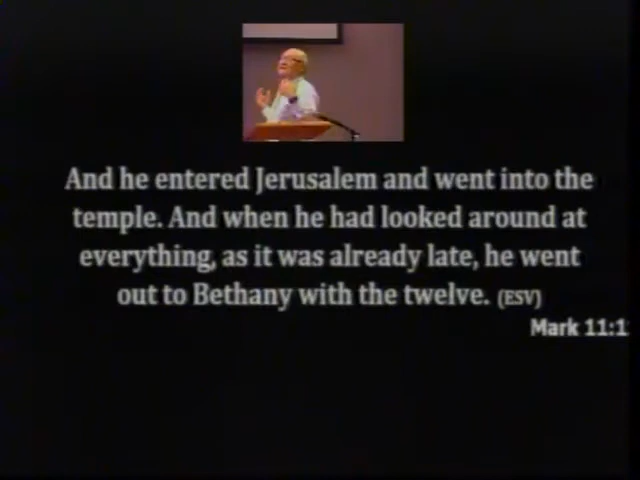 And he entered Jerusalem and went into the
temple. And when he had looked around at
everything, as it was already late, he went
out to Bethany with the twelve. (ESV)
Mark 11:1